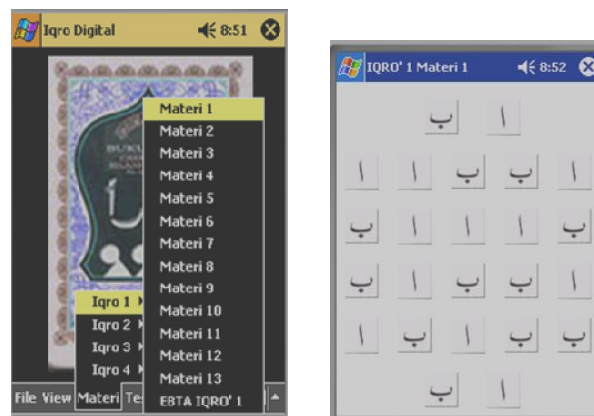 Iqro Digital 8:51
Materi 1
Materi 2
Materi 3
Materi 4
Materi 5
Materi 6
Materi 7
Materi 8
Materi 9
Materi 10
Materi 11
Materi 12
Materi 13
EBTA IQRO' 1
Iqro 1
Iqro 2
Iqro 3
Iqro 4
File View Materi Te
IQRO' 1 Materi 1 8:52
ا ب
ا ب ب ا ا
ب ا ا ا ب
ا ب ب ا ب
ب ب ا ب ا
ا ب